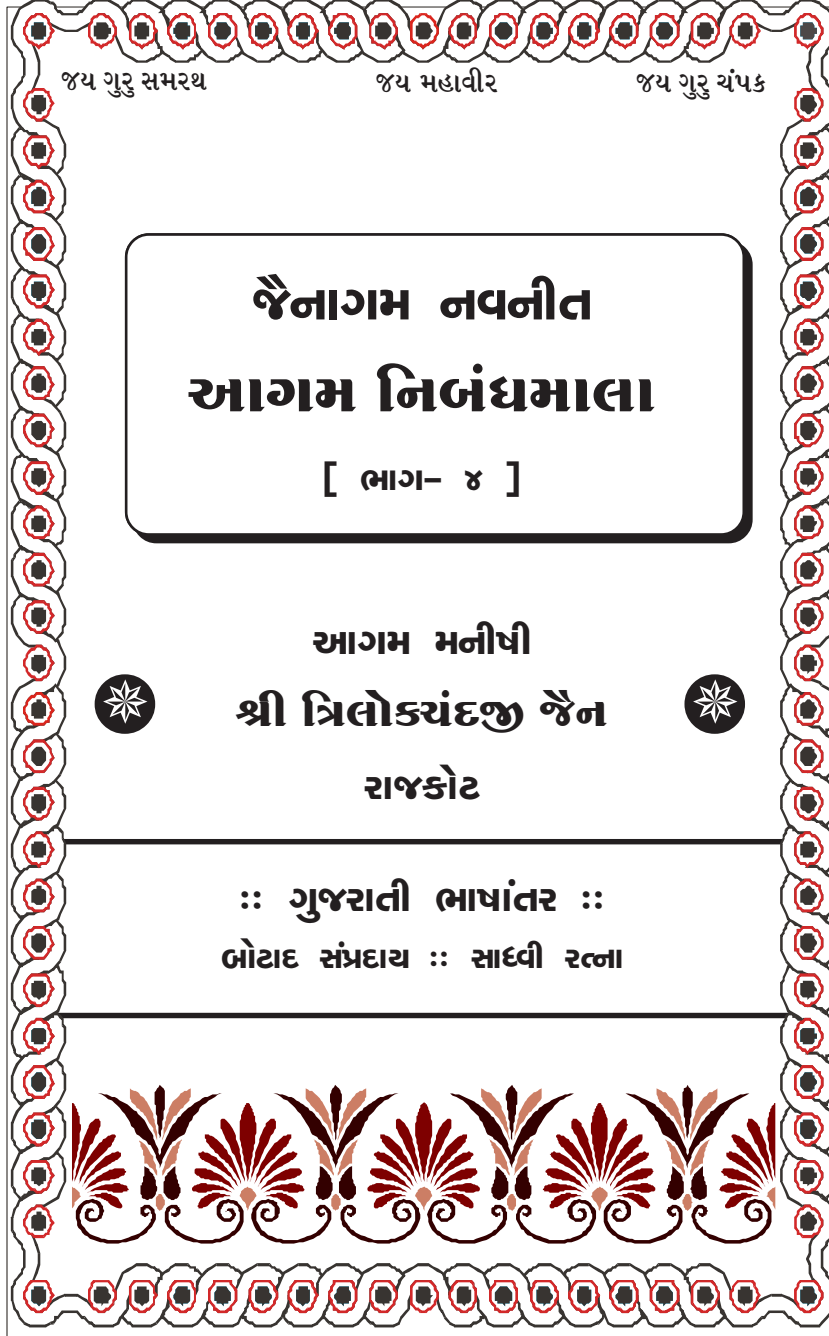 જય ગુરુ સમરથ જય મહાવીર જય ગુરુ ચંપક
જૈનાગમ નવનીત
આગમ નિબંધમાલા
[ ભાગ– ૪ ]
આગમ મનીષી
શ્રી ત્રિલોક્ચંદજી જૈન
રાજકોટ
:: ગુજરાતી ભાષાંતર ::
બોટાદ સંપ્રદાય :: સાધ્વી રત્ના